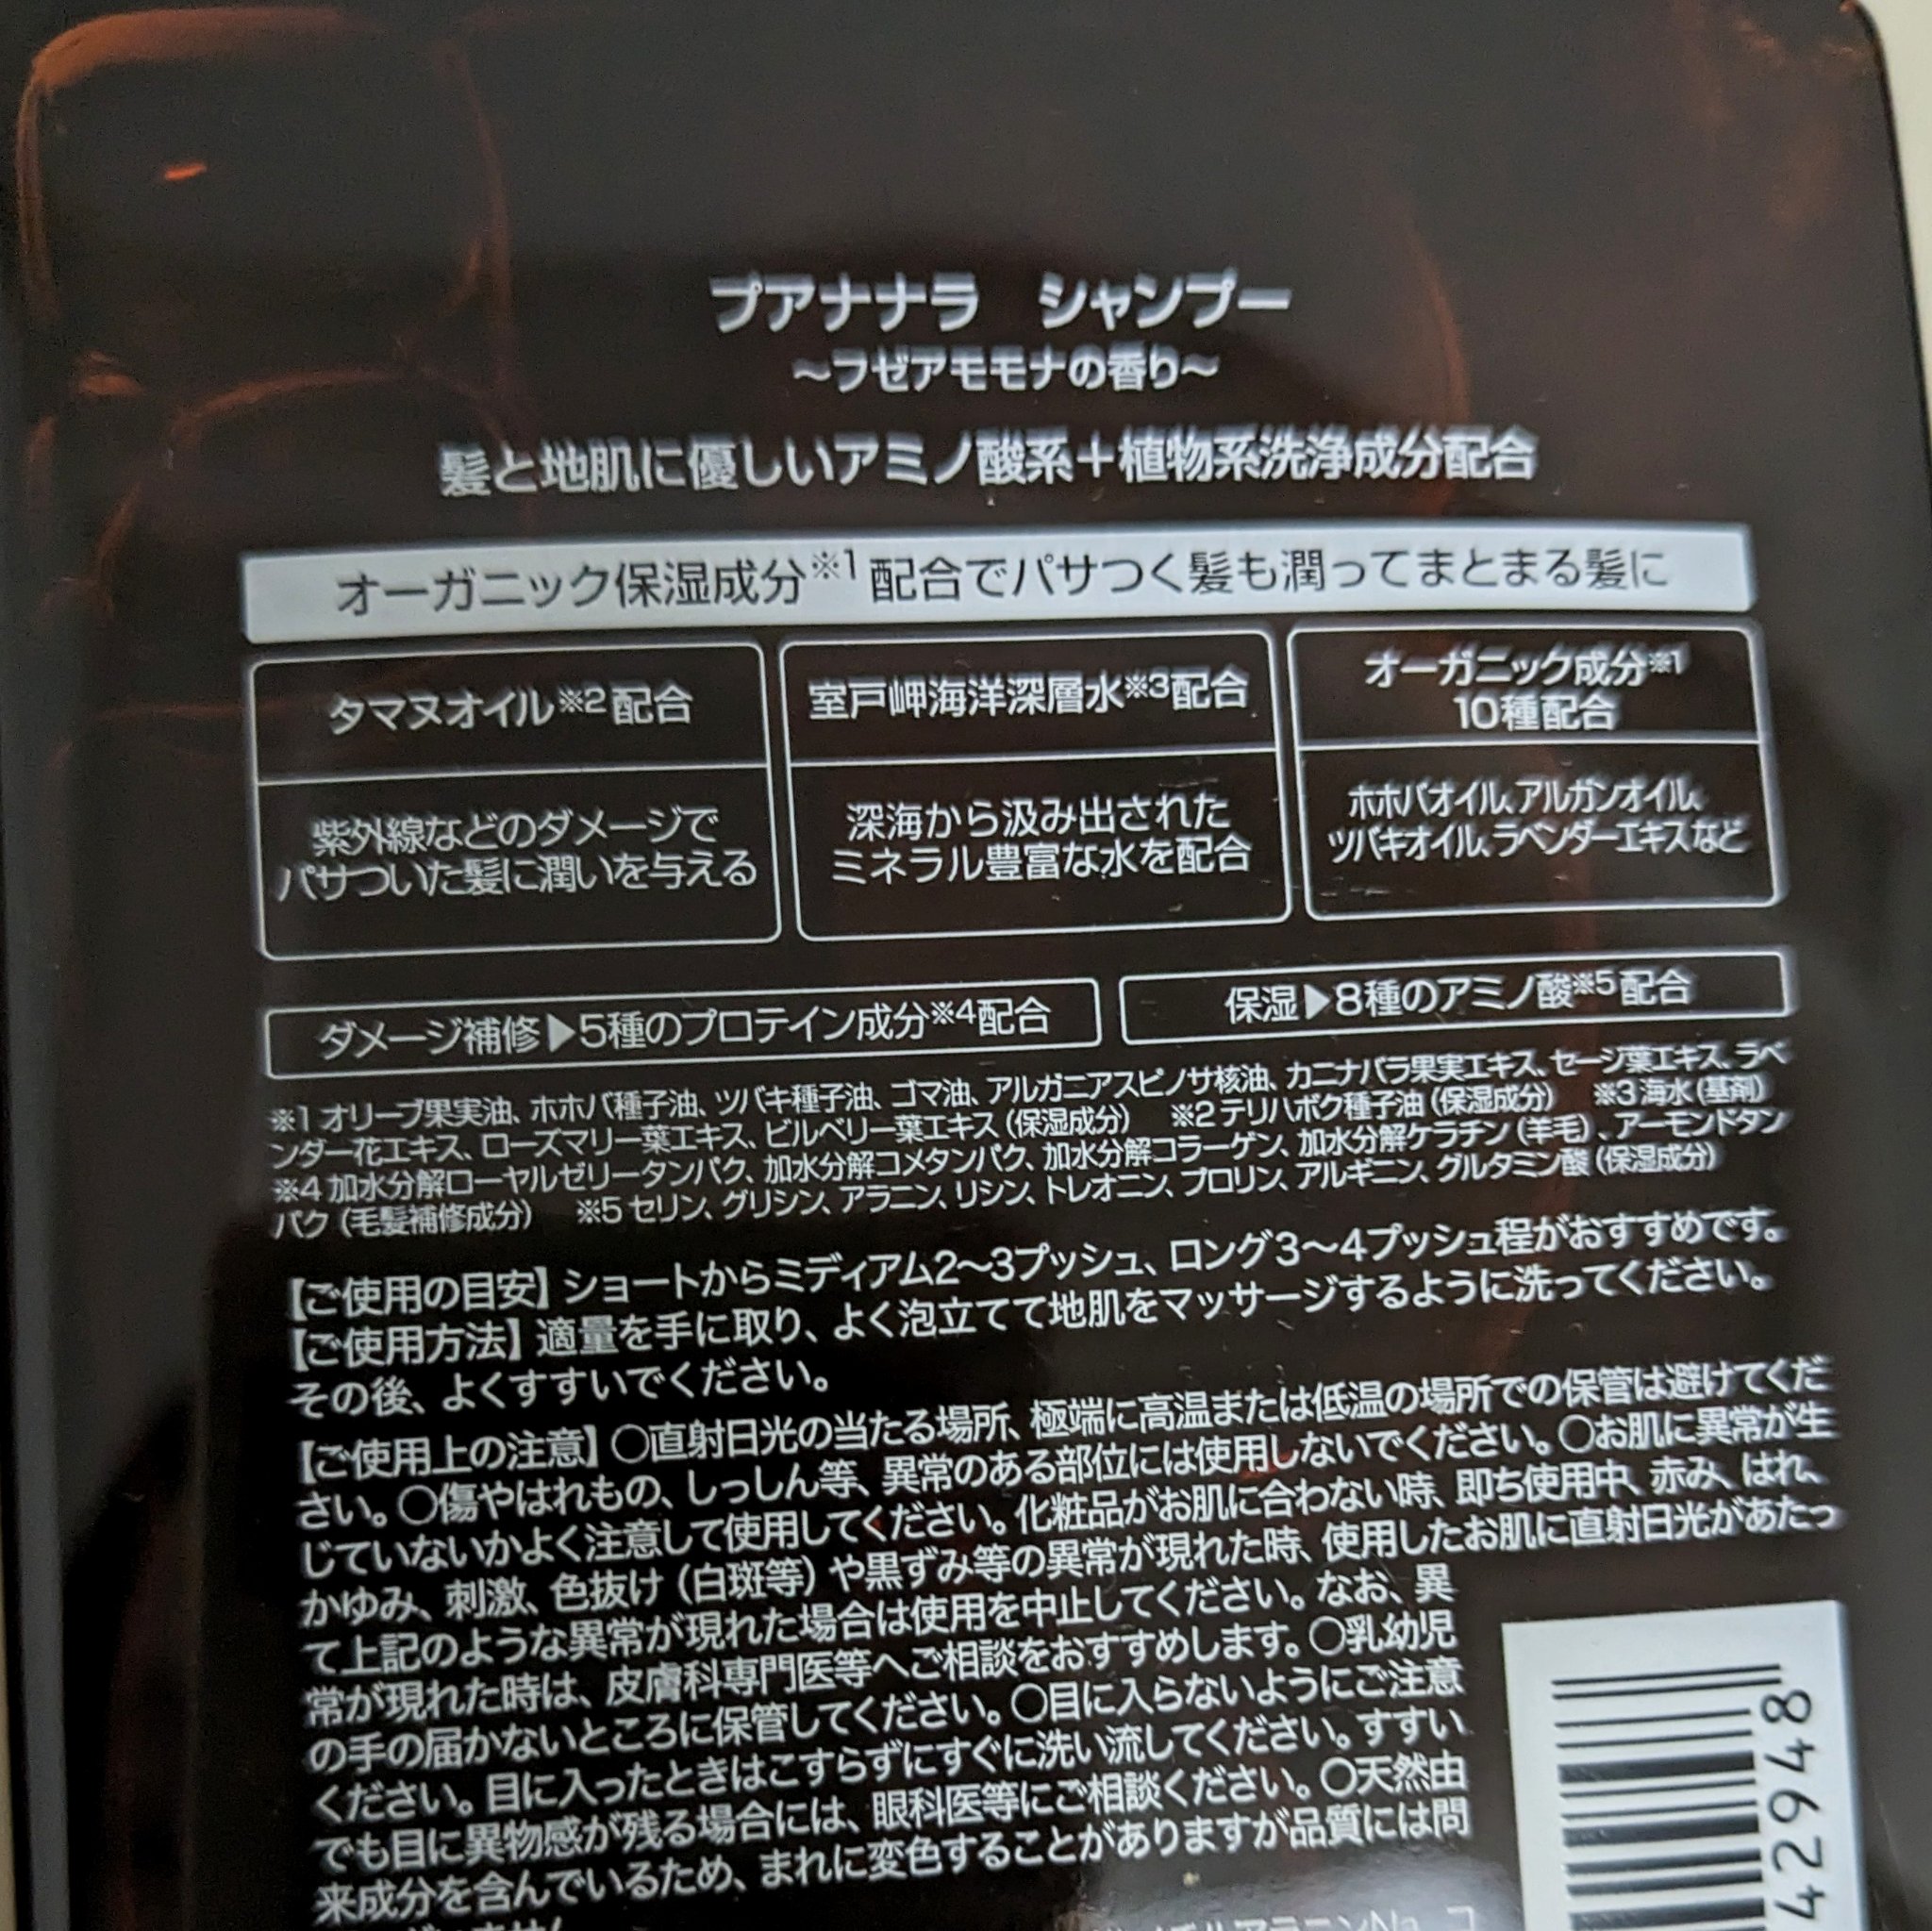 プアナナラ シャンプー
～フゼアモモナの香り～
髪と地肌に優しいアミノ酸系＋植物系洗浄成分配合
オーガニック保湿成分※1配合でパサつく髪も潤ってまとまる髪に
タマヌオイル※2配合
紫外線などのダメージで
パサついた髪に潤いを与える
室戸岬海洋深層水※3配合
深海から汲み出された
ミネラル豊富な水を配合
オーガニック成分※1
10種配合
ホホバオイル、アルガンオイル、
ツバキオイル、ラベンダーエキスなど
ダメージ補修▶5種のプロテイン成分※4配合
保湿▶8種のアミノ酸※5配合
※1 オリーブ果実油、ホホバ種子油、ツバキ種子油、ゴマ油、アルガニアスピノサ核油、カニナバラ果実エキス、セージ葉エキス、ラベ
ンダー花エキス、ローズマリー葉エキス、ビルベリー葉エキス（保湿成分） ※2 テリハボク種子油（保湿成分） ※3 海水（基剤）
※4 加水分解ローヤルゼリータンパク、加水分解コメタンパク、加水分解コラーゲン、加水分解ケラチン（羊毛）、アーモンドタン
パク（毛髪補修成分） ※5 セリン、グリシン、アラニン、リシン、トレオニン、プロリン、アルギニン、グルタミン酸（保湿成分）
【ご使用の目安】ショートからミディアム2～3プッシュ、ロング3～4プッシュ程がおすすめです。
【ご使用方法】適量を手に取り、よく泡立てて地肌をマッサージするように洗ってください。
その後、よくすすいでください。
【ご使用上の注意】〇直射日光の当たる場所、極端に高温または低温の場所での保管は避けてくだ
さい。〇傷やはれもの、しっしん等、異常のある部位には使用しないでください。〇お肌に異常が生
じていないかよく注意して使用してください。化粧品がお肌に合わない時、即ち使用中、赤み、はれ、
かゆみ、刺激、色抜け（白斑等）や黒ずみ等の異常が現れた時、使用したお肌に直射日光があたっ
て上記のような異常が現れた場合は使用を中止してください。なお、異
常が現れた時は、皮膚科専門医等へご相談をおすすめします。〇乳幼児
の手の届かないところに保管してください。〇目に入らないようにご注意
ください。目に入ったときはこすらずにすぐに洗い流してください。すすい
でも目に異物感が残る場合には、眼科医等にご相談ください。〇天然由
来成分を含んでいるため、まれに変色することがありますが品質には問
42948